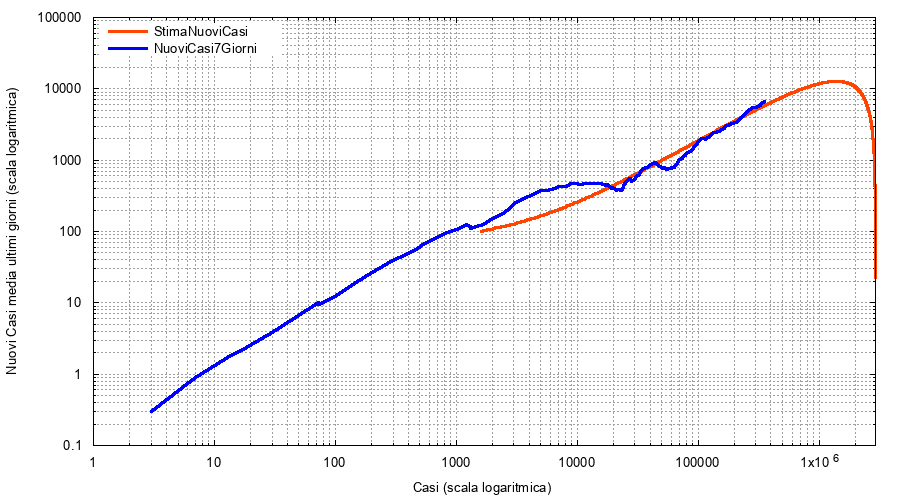 100000
10000
1000
100
10
1
0.1
StimaNuoviCasi
NuoviCasi7Giorni
Nuovi Casi media ultimi giorni (scala logaritmica)
1 10 100 1000 10000 100000 1x10 6
Casi (scala logaritmica)